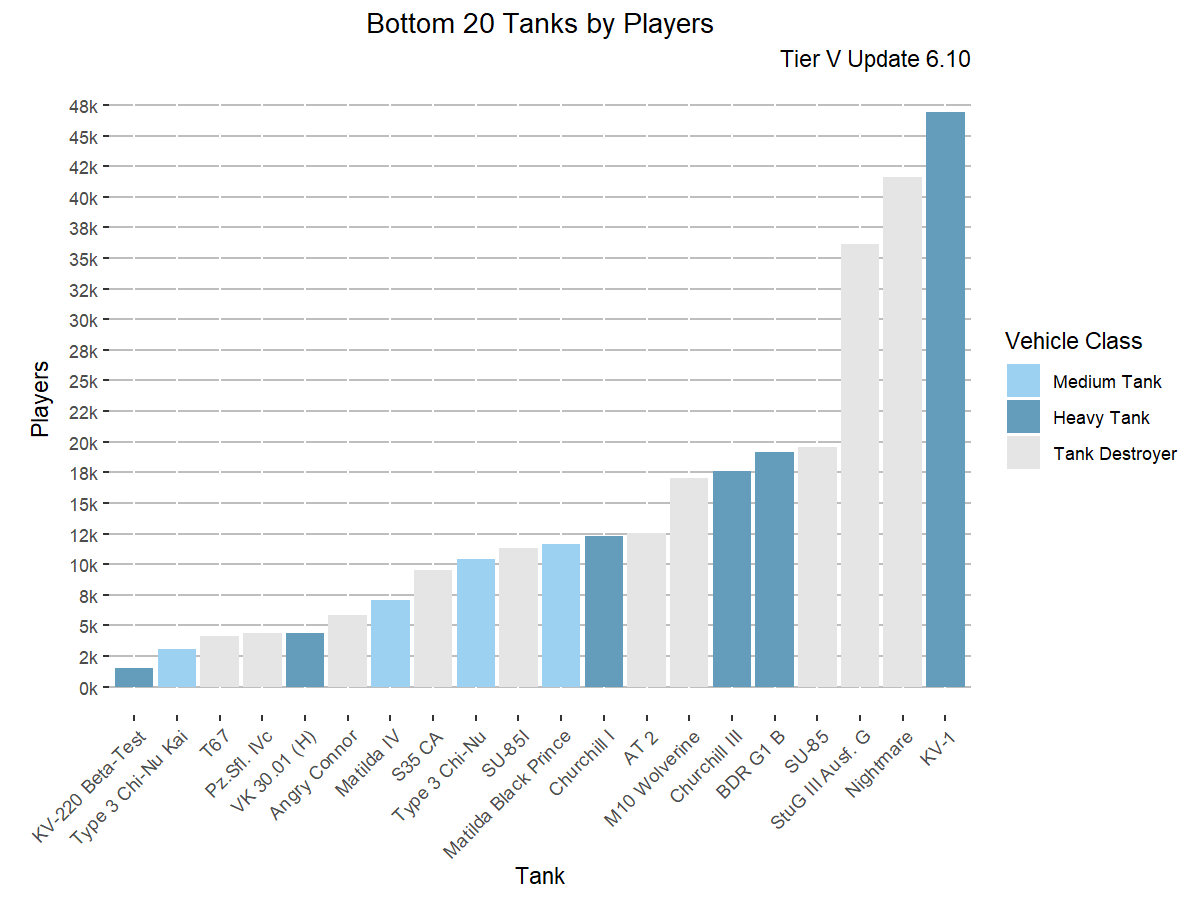 Bottom 20 Tanks by Players
Tier V Update 6.10
48k
45k
42k
40k
38k
35k
32k
30k
28k
25k
22k
20k
18k
15k
12k
10k
8k
5k
2k
0k
Players
KV-220 Beta-Test
Type 3 Chi-Nu Kai
T67
Pz.Sfl. IVc
VK 30.01 (H)
Angry Connor
Matilda IV
S35 CA
Type 3 Chi-Nu
SU-85I
Matilda Black Prince
Churchill I
AT 2
M10 Wolverine
Churchill III
BDR G1 B
SU-85
StuG III Ausf. G
Nightmare
KV-1
Tank
Vehicle Class
Medium Tank
Heavy Tank
Tank Destroyer